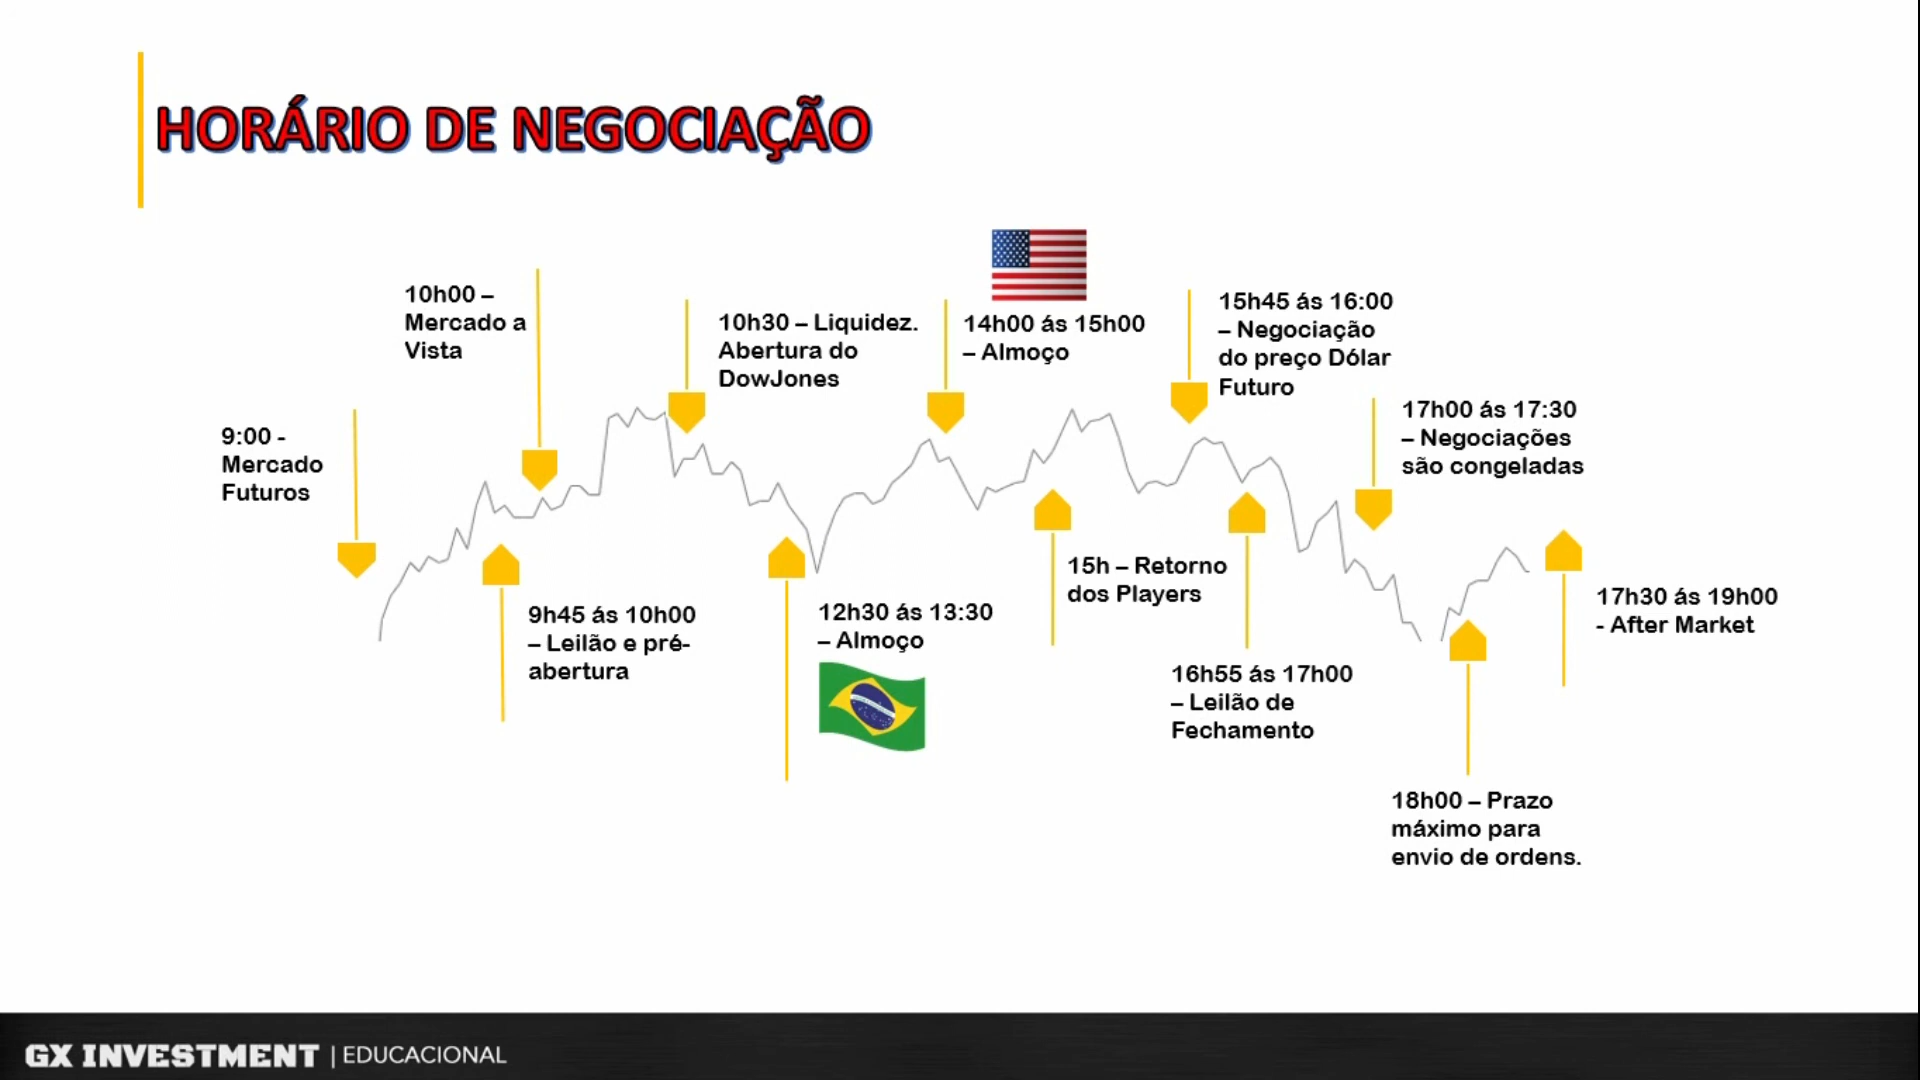 HORÁRIO DE NEGOCIAÇÃO
9:00 -
Mercado
Futuros
10h00 –
Mercado a
Vista
9h45 ás 10h00
– Leilão e pré-
abertura
10h30 – Liquidez.
Abertura do
DowJones
12h30 ás 13:30
– Almoço
14h00 ás 15h00
– Almoço
15h – Retorno
dos Players
15h45 ás 16:00
– Negociação
do preço Dólar
Futuro
16h55 ás 17h00
– Leilão de
Fechamento
17h00 ás 17:30
– Negociações
são congeladas
18h00 – Prazo
máximo para
envio de ordens.
17h30 ás 19h00
- After Market
GX INVESTMENT | EDUCACIONAL